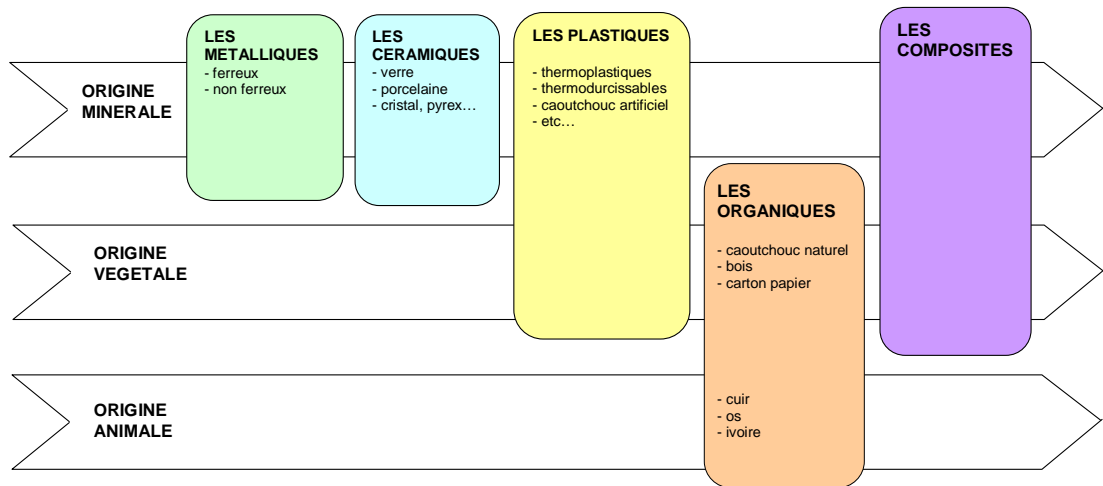 LES
METALLIQUES
- ferreux
- non ferreux
LES
CERAMIQUES
- verre
- porcelaine
- cristal, pyrex…
LES PLASTIQUES
- thermoplastiques
- thermodurcissables
- caoutchouc artificiel
- etc…
LES
COMPOSITES
ORIGINE
MINERALE
LES
ORGANIQUES
- caoutchouc naturel
- bois
- carton papier
- cuir
- os
- ivoire
ORIGINE
VEGETALE
ORIGINE
ANIMALE